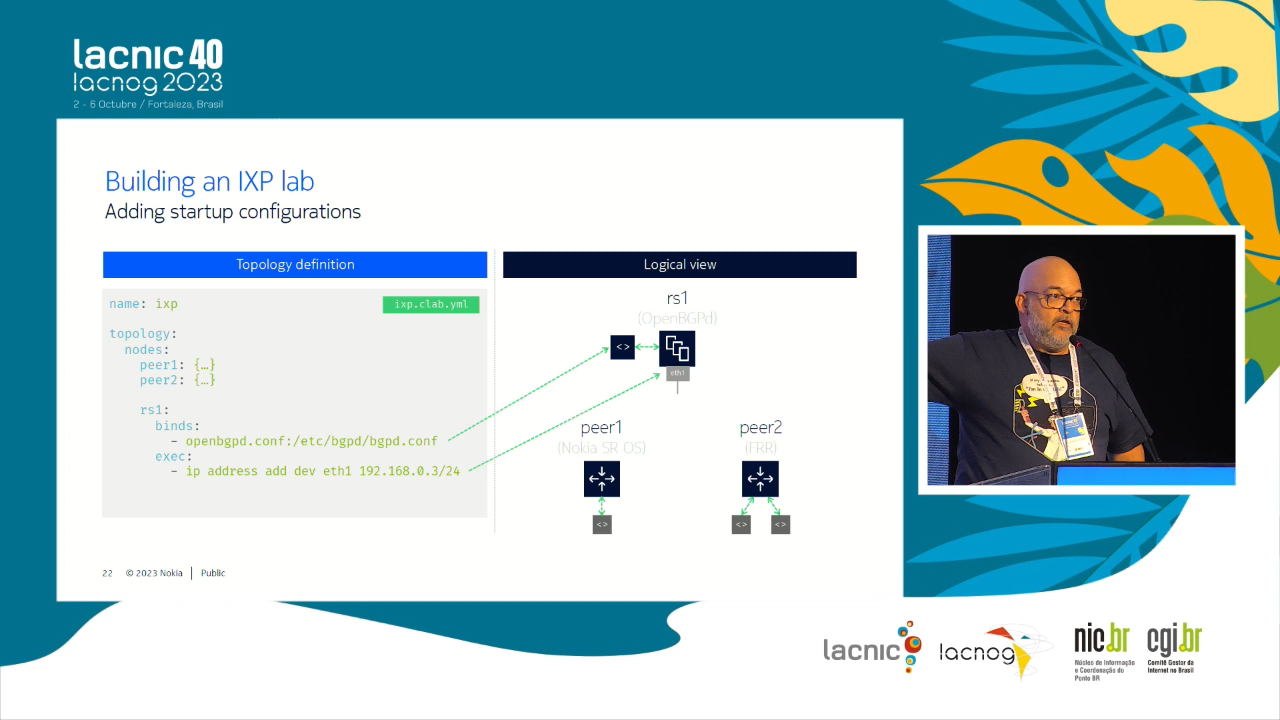 lacnic 40
lacnog 2023
2 - 6 Octubre / Fortaleza, Brasil
Building an IXP lab
Adding startup configurations
Topology definition
name: ixp
ixp.clab.yml
topology:
nodes:
peer1: {…}
peer2: {…}
rs1:
binds:
- openbgpd.conf:/etc/bgpd/bgpd.conf
exec:
- ip address add dev eth1 192.168.0.3/24
Logical view
rs1
(OpenBGPd)
<>
eth1
peer1
(Nokia SR OS)
<>
peer2
(FRR)
<>
<>
22 © 2023 Nokia | Public
lacnic
lacnog
nic.br
Núcleo de Informação
e Coordenação do
Ponto BR
cgi.br
Comitê Gestor da
Internet no Brasil